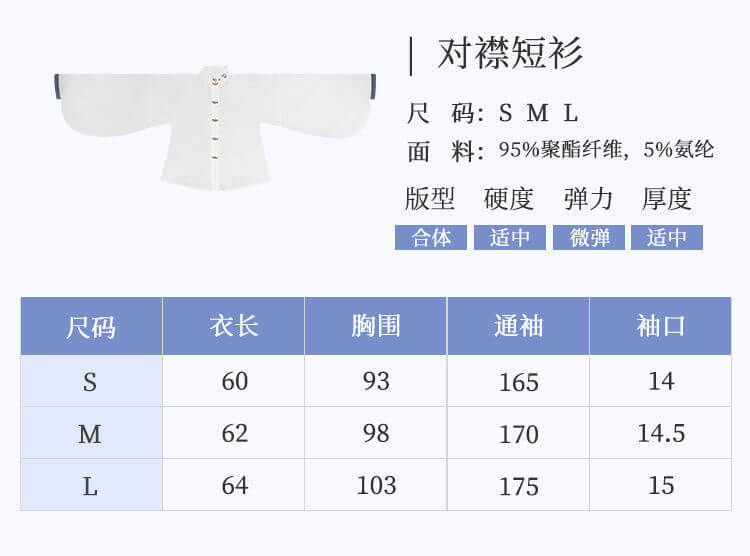 对襟短衫
尺 码：S M L
面 料：95%聚酯纤维，5%氨纶
版型 硬度 弹力 厚度
合体 适中 微弹 适中
尺码 衣长 胸围 通袖 袖口
S 60 93 165 14
M 62 98 170 14.5
L 64 103 175 15